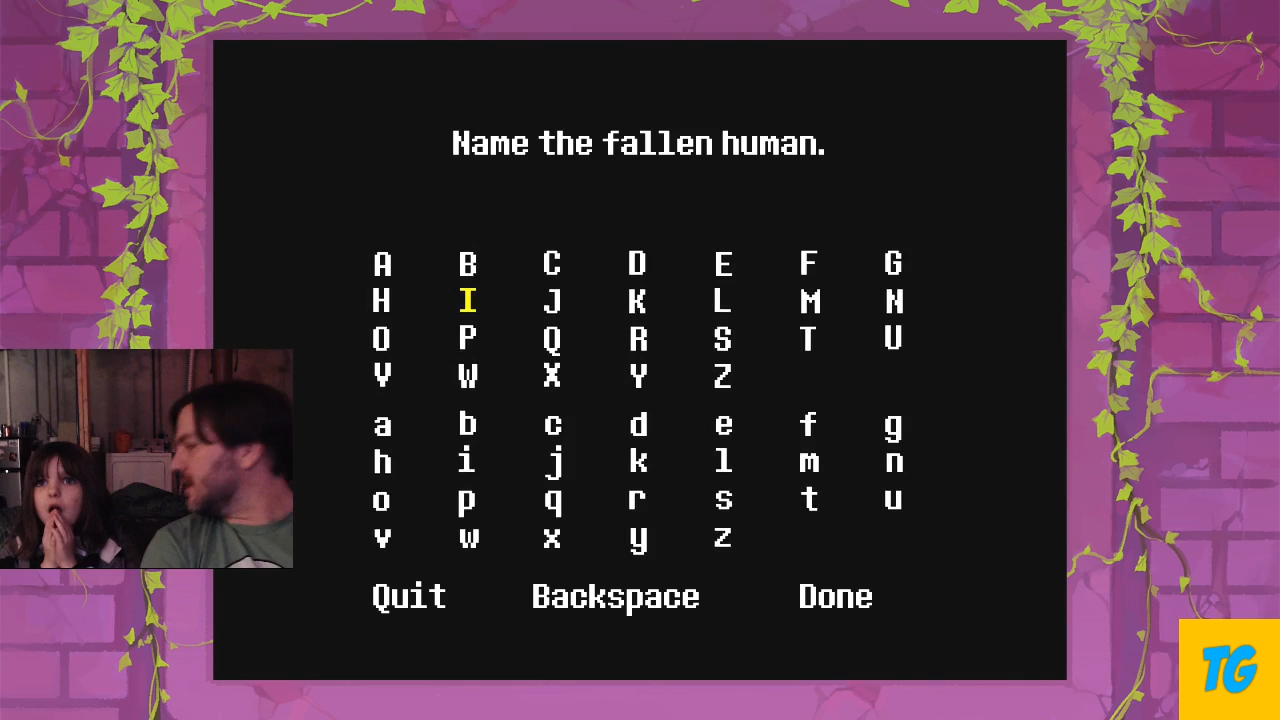 Name the fallen human.
A B C D E F G
H I J K L M N
O P Q R S T U
V W X Y Z
a b c d e f g
h i j k l m n
o p q r s t u
v w x y z
Quit Backspace Done
TG